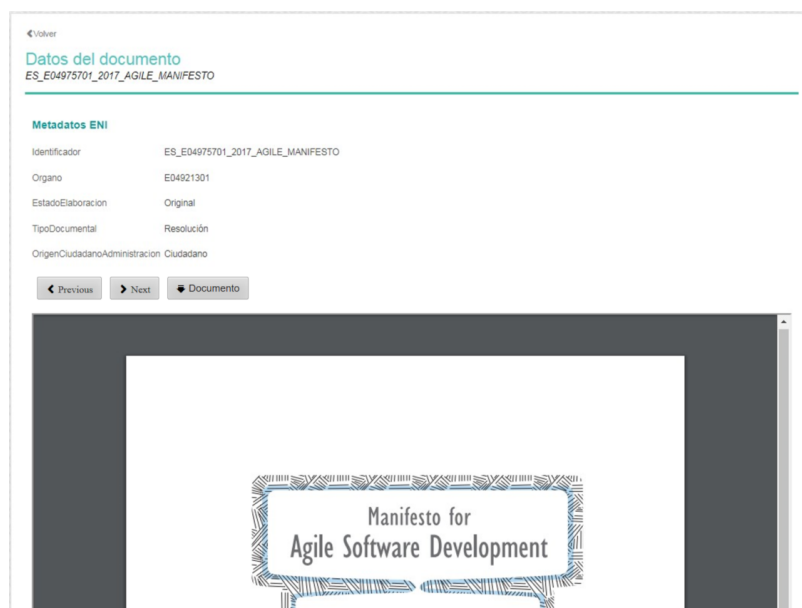 Volver
Datos del documento
ES_E04975701_2017_AGILE_MANIFESTO
Metadatos ENI
Identificador ES_E04975701_2017_AGILE_MANIFESTO
Organo E04921301
EstadoElaboracion Original
TipoDocumental Resolución
OrigenCiudadanoAdministracion Ciudadano
Previous Next Documento
Manifesto for
Agile Software Development